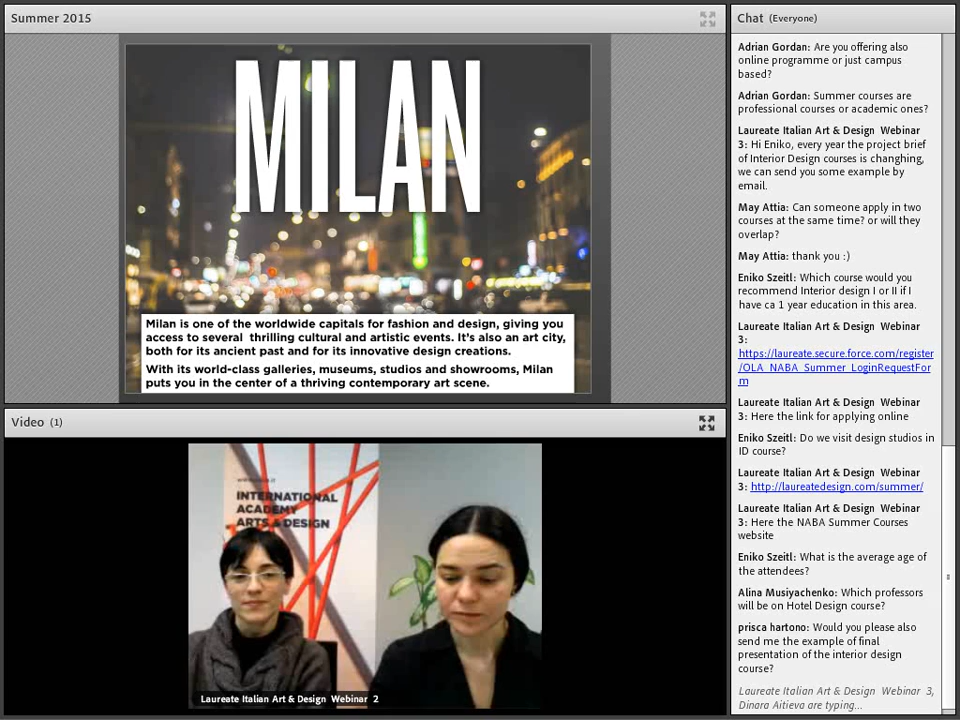 Summer 2015
MILAN
Milan is one of the worldwide capitals for fashion and design, giving you
access to several thrilling cultural and artistic events. It's also an art city,
both for its ancient past and for its innovative design creations.
With its world-class galleries, museums, studios and showrooms, Milan
puts you in the center of a thriving contemporary art scene.
Video (1)
INTERNATIONAL
ACADEMY
ARTS & DESIGN
Laureate Italian Art & Design Webinar 2
Chat (Everyone)
Adrian Gordan: Are you offering also
online programme or just campus
based?
Adrian Gordan: Summer courses are
professional courses or academic ones?
Laureate Italian Art & Design Webinar
3: Hi Eniko, every year the project brief
of Interior Design courses is changhing,
we can send you some example by
email.
May Attia: Can someone apply in two
courses at the same time? or will they
overlap?
May Attia: thank you :)
Eniko Szeitl: Which course would you
recommend Interior design I or II if I
have ca 1 year education in this area.
Laureate Italian Art & Design Webinar
3:
https://laureate.secure.force.com/register
/OLA_NABA_Summer_LoginRequestFor
m
Laureate Italian Art & Design Webinar
3: Here the link for applying online
Eniko Szeitl: Do we visit design studios in
ID course?
Laureate Italian Art & Design Webinar
3: http://laureatedesign.com/summer/
Laureate Italian Art & Design Webinar
3: Here the NABA Summer Courses
website
Eniko Szeitl: What is the average age of
the attendees?
Alina Musiyachenko: Which professors
will be on Hotel Design course?
prisca hartono: Would you please also
send me the example of final
presentation of the interior design
course?
Laureate Italian Art & Design Webinar 3,
Dinara Aitieva are typing...